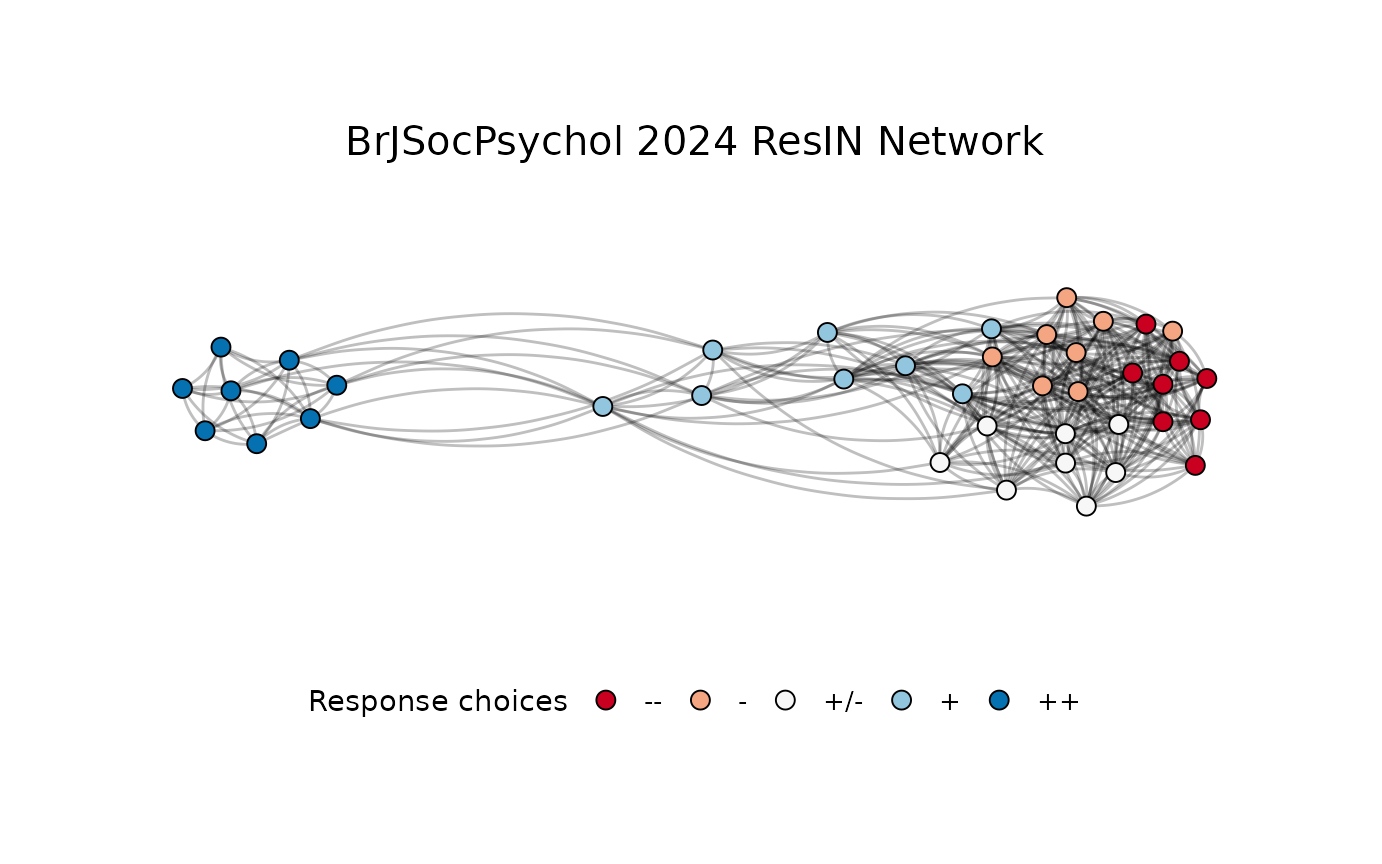 BrJSocPsychol 2024 ResIN Network
Response choices -- - +/- + ++